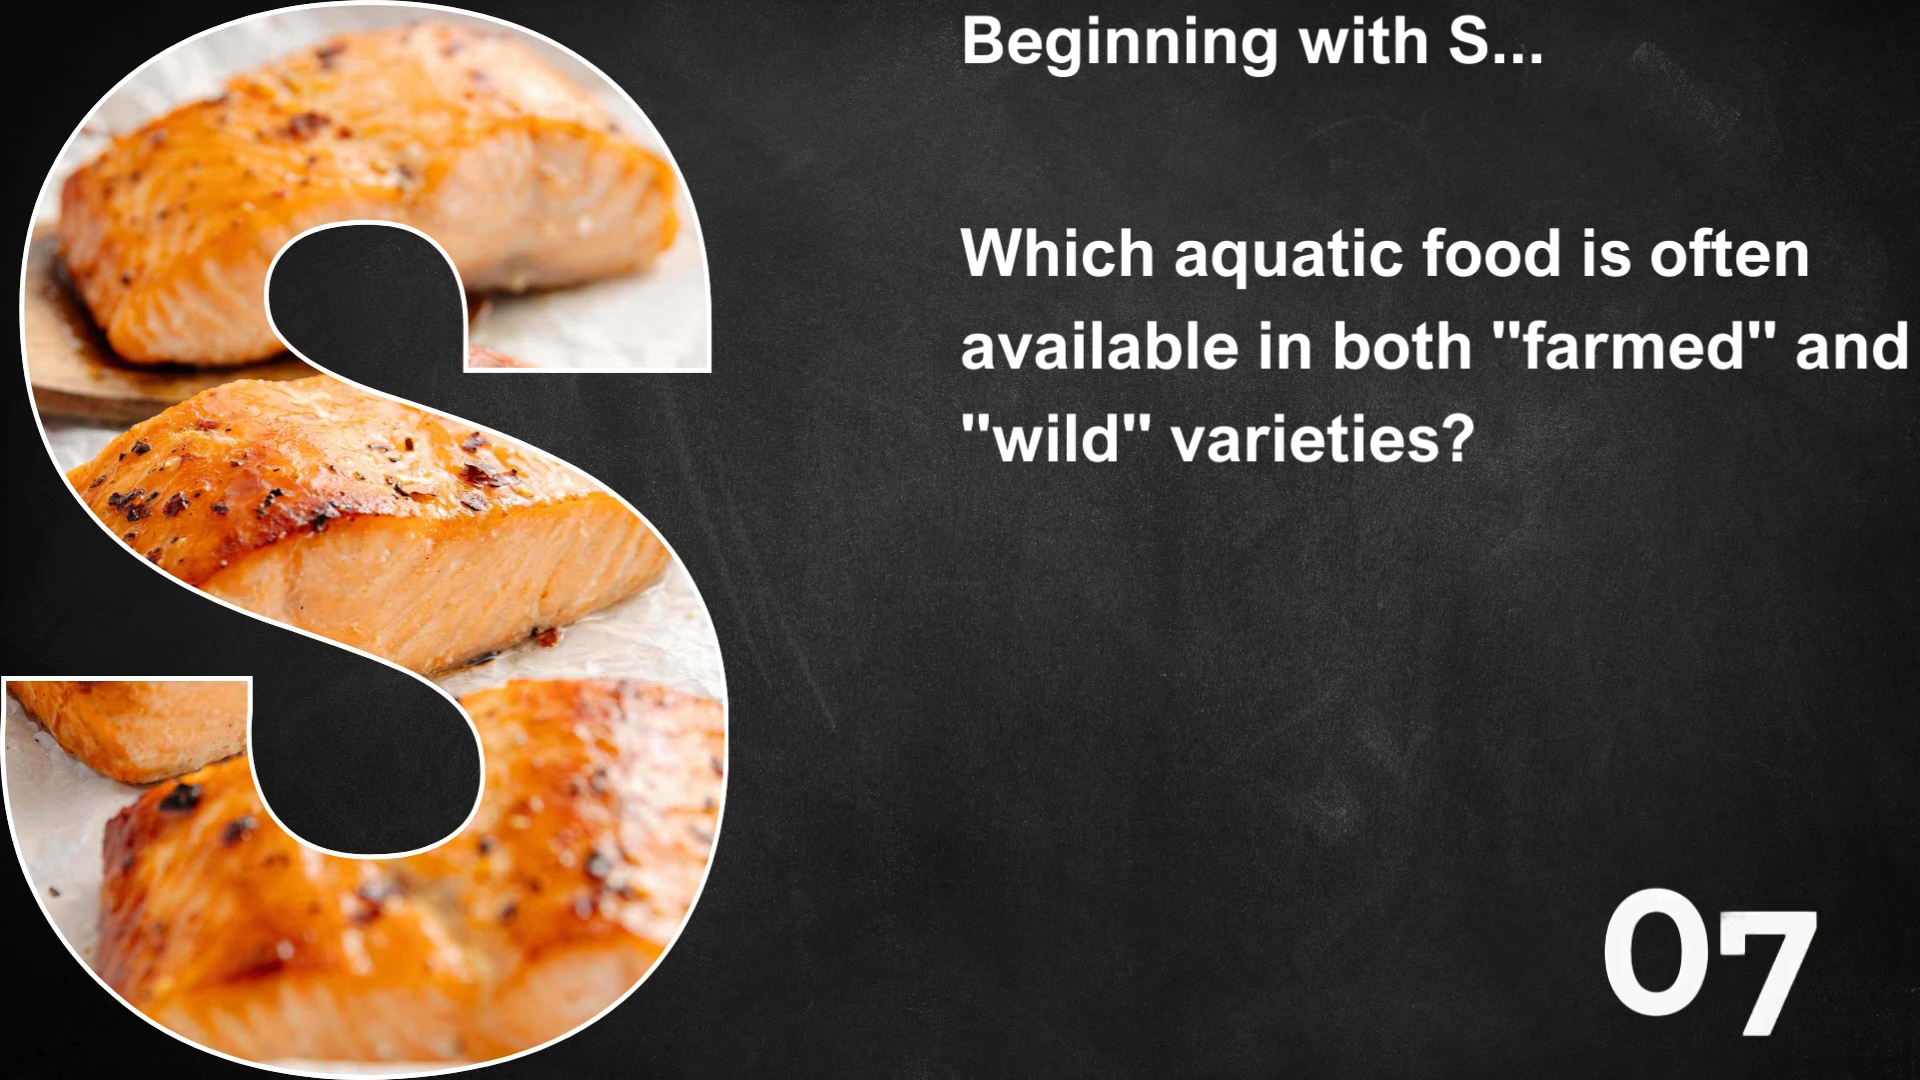 Beginning with S...
Which aquatic food is often
available in both "farmed" and
"wild" varieties?
07